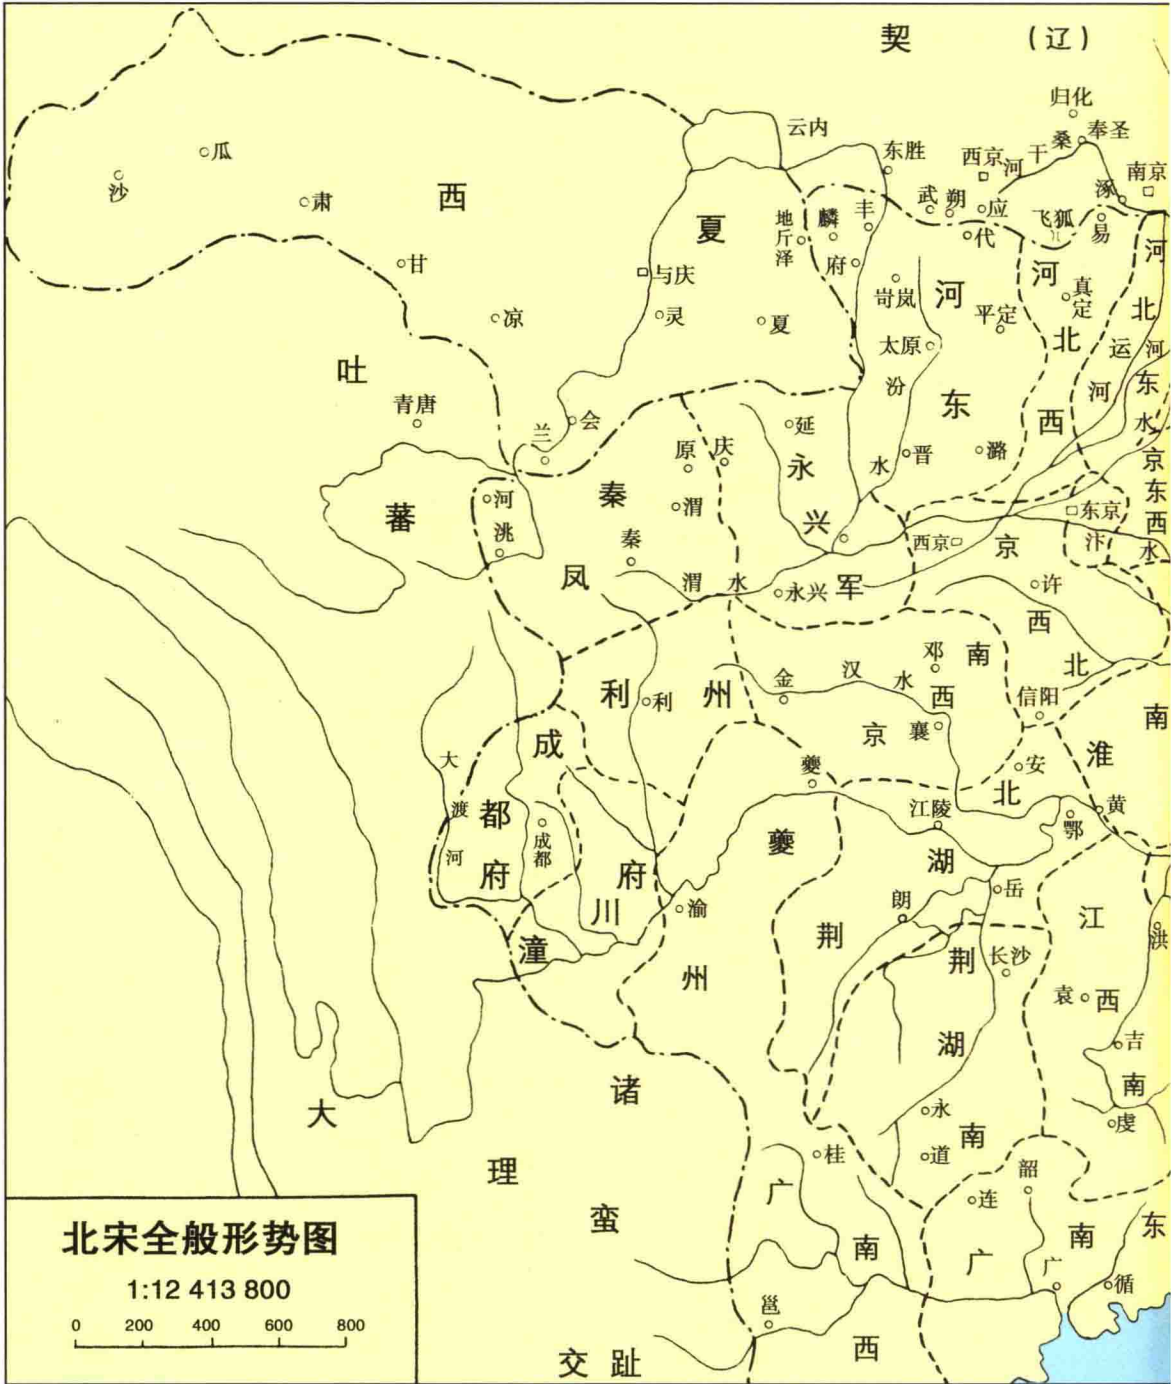 契 (辽)
归化
云内
桑
奉圣
干
河
西京
东胜
南京
涿
瓜
沙
肃
西
夏
地斤泽
麟
丰
武
朔
应
飞狐
易
代
府
甘
与庆
岢岚
河
河
真定
河
北
凉
灵
夏
平定
太原
北
运
河
河
吐
青唐
汾
东
西
东
水
兰
会
延
原
庆
永
水
晋
潞
京
东
西
水
蕃
河
洮
秦
渭
秦
兴
西京
京
东京
汴
凤
渭
水
永兴
军
许
西
利
利
州
金
汉
水
邓
南
北
西
信阳
南
成
京
襄
淮
大
渡
河
夔
安
北
黄
都
成都
江陵
鄂
府
府
夔
湖
川
渝
朗
岳
江
荆
潼
荆
长沙
洪
州
袁
西
湖
吉
诸
南
大
永
虔
南
理
桂
道
韶
广
连
蛮
南
广
南
东
广
循
邕
西
交趾
北宋全般形势图
1:12 413 800
0 200 400 600 800